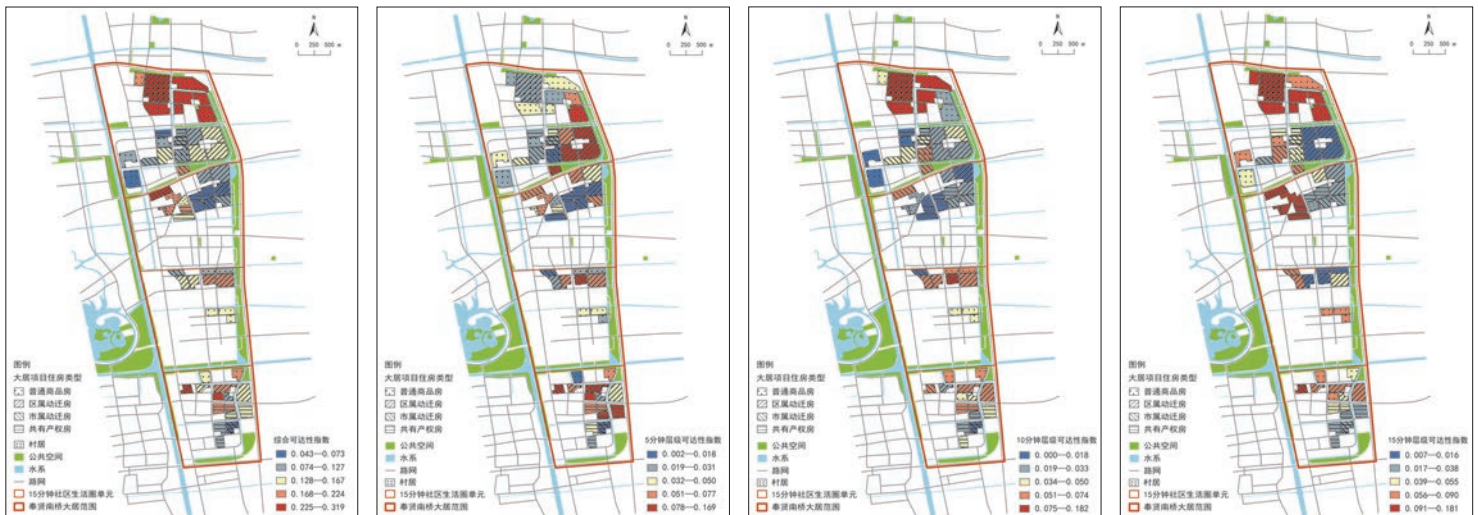 N
0 250 500 m
图例
大居项目住房类型
普通商品房
区属动迁房
市属动迁房
共有产权房
村居
公共空间
水系
路网
15分钟社区生活圈单元
奉贤南桥大居范围
综合可达性指数
0.043—0.073
0.074—0.127
0.128—0.167
0.168—0.224
0.225—0.319
N
0 250 500 m
图例
大居项目住房类型
普通商品房
区属动迁房
市属动迁房
共有产权房
公共空间
水系
路网
村居
15分钟社区生活圈单元
奉贤南桥大居范围
5分钟层级可达性指数
0.002—0.018
0.019—0.031
0.032—0.050
0.051—0.077
0.078—0.169
N
0 250 500 m
图例
大居项目住房类型
普通商品房
区属动迁房
市属动迁房
共有产权房
公共空间
水系
路网
村居
15分钟社区生活圈单元
奉贤南桥大居范围
10分钟层级可达性指数
0.000—0.018
0.019—0.033
0.034—0.050
0.051—0.074
0.075—0.182
N
0 250 500 m
图例
大居项目住房类型
普通商品房
区属动迁房
市属动迁房
共有产权房
公共空间
水系
路网
村居
15分钟社区生活圈单元
奉贤南桥大居范围
15分钟层级可达性指数
0.007—0.016
0.017—0.038
0.039—0.055
0.056—0.090
0.091—0.181